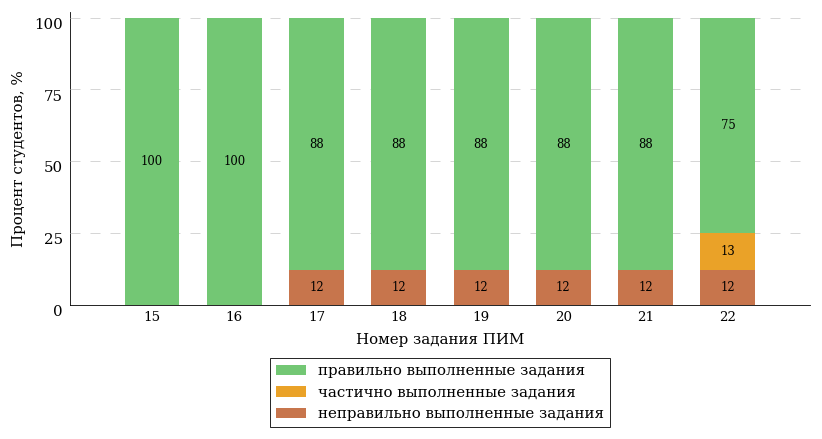 100
75
50
25
0
Процент студентов, %
100 100 88 88 88 88 88 75
13
12 12 12 12 12 12
15 16 17 18 19 20 21 22
Номер задания ПИМ
правильно выполненные задания
частично выполненные задания
неправильно выполненные задания